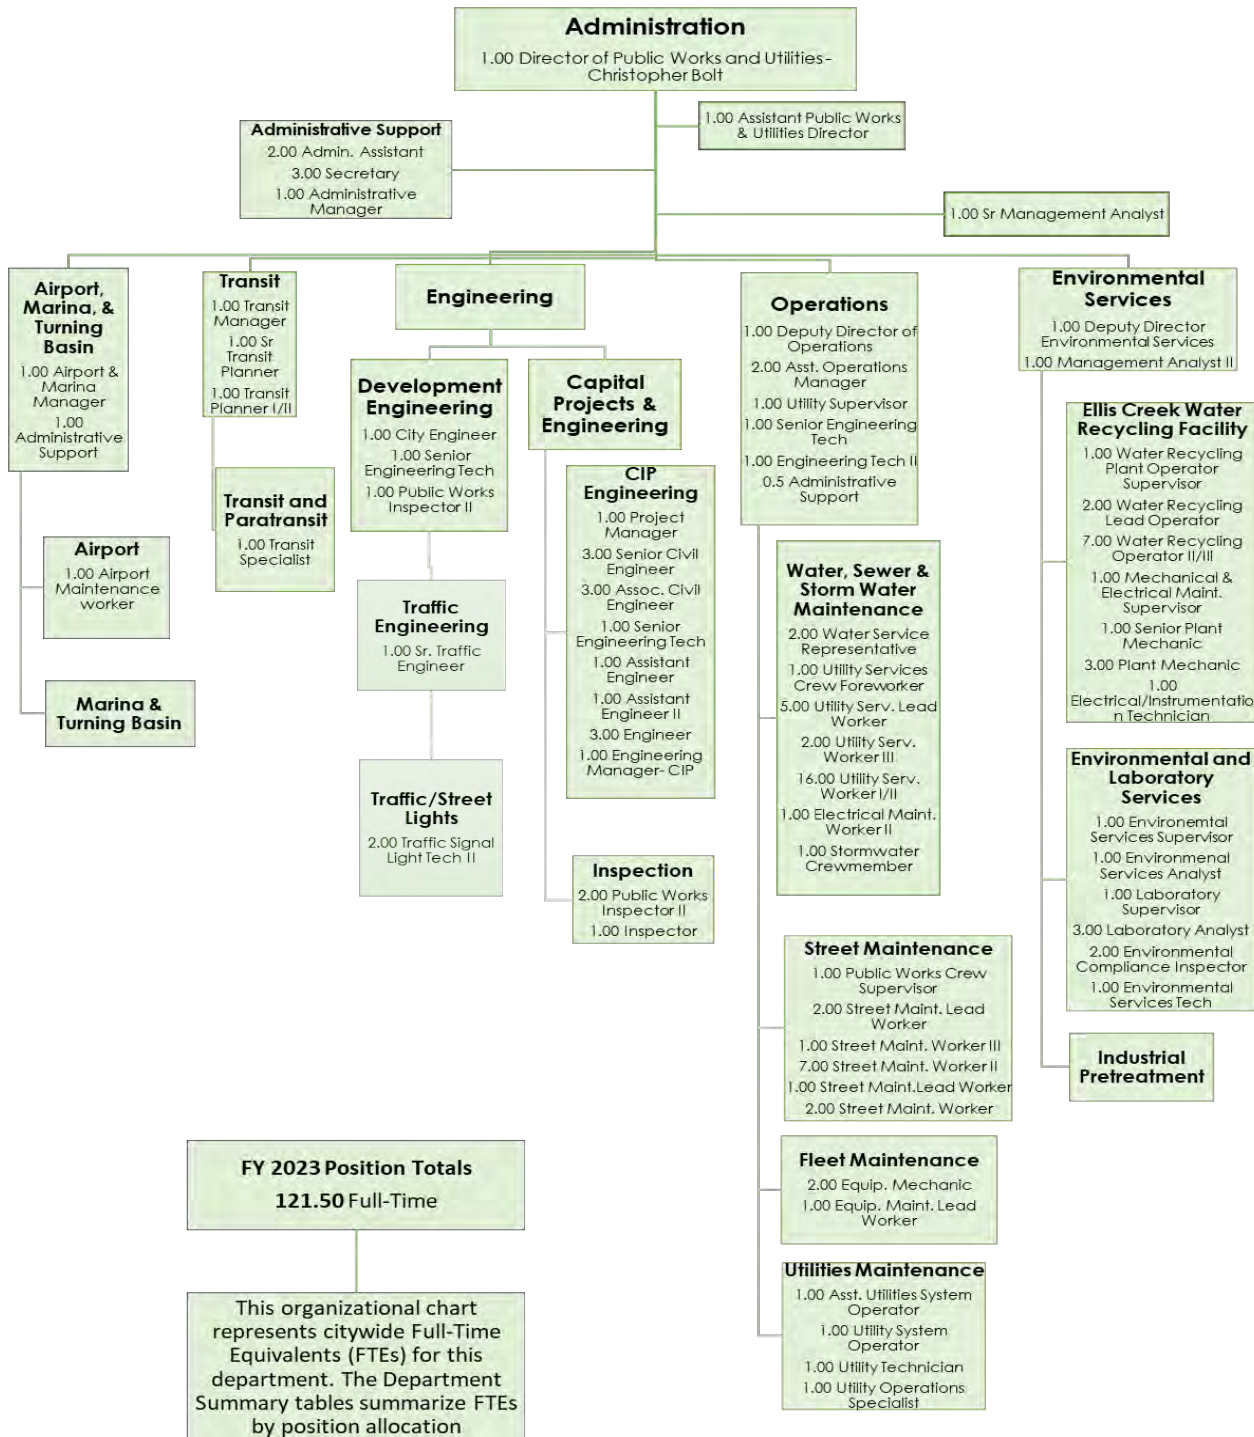 Administration
1.00 Director of Public Works and Utilities-
Christopher Bolt
1.00 Assistant Public Works
& Utilities Director
Administrative Support
2.00 Admin. Assistant
3.00 Secretary
1.00 Administrative
Manager
1.00 Sr Management Analyst
Airport,
Marina, &
Turning
Basin
1.00 Airport &
Marina
Manager
1.00
Administrative
Support
Airport
1.00 Airport
Maintenance
worker
Marina &
Turning Basin
Transit
1.00 Transit
Manager
1.00 Sr
Transit
Planner
1.00 Transit
Planner I/II
Transit and
Paratransit
1.00 Transit
Specialist
Engineering
Development
Engineering
1.00 City Engineer
1.00 Senior
Engineering Tech
1.00 Public Works
Inspector II
Traffic
Engineering
1.00 Sr. Traffic
Engineer
Traffic/Street
Lights
2.00 Traffic Signal
Light Tech II
Capital
Projects &
Engineering
CIP
Engineering
1.00 Project
Manager
3.00 Senior Civil
Engineer
3.00 Assoc. Civil
Engineer
1.00 Senior
Engineering Tech
1.00 Assistant
Engineer
1.00 Assistant
Engineer II
3.00 Engineer
1.00 Engineering
Manager- CIP
Inspection
2.00 Public Works
Inspector II
1.00 Inspector
Operations
1.00 Deputy Director of
Operations
2.00 Asst. Operations
Manager
1.00 Utility Supervisor
1.00 Senior Engineering
Tech
1.00 Engineering Tech II
0.5 Administrative
Support
Water, Sewer &
Storm Water
Maintenance
2.00 Water Service
Representative
1.00 Utility Services
Crew Foreworker
5.00 Utility Serv. Lead
Worker
2.00 Utility Serv.
Worker III
16.00 Utility Serv.
Worker I/II
1.00 Electrical Maint.
Worker II
1.00 Stormwater
Crewmember
Street Maintenance
1.00 Public Works Crew
Supervisor
2.00 Street Maint. Lead
Worker
1.00 Street Maint. Worker III
7.00 Street Maint. Worker II
1.00 Street Maint.Lead Worker
2.00 Street Maint. Worker
Fleet Maintenance
2.00 Equip. Mechanic
1.00 Equip. Maint. Lead
Worker
Utilities Maintenance
1.00 Asst. Utilities System
Operator
1.00 Utility System
Operator
1.00 Utility Technician
1.00 Utility Operations
Specialist
Environmental
Services
1.00 Deputy Director
Environmental Services
1.00 Management Analyst II
Ellis Creek Water
Recycling Facility
1.00 Water Recycling
Plant Operator
Supervisor
2.00 Water Recycling
Lead Operator
7.00 Water Recycling
Operator II/III
1.00 Mechanical &
Electrical Maint.
Supervisor
1.00 Senior Plant
Mechanic
3.00 Plant Mechanic
1.00
Electrical/Instrumentatio
n Technician
Environmental and
Laboratory
Services
1.00 Environemtal
Services Supervisor
1.00 Environmenal
Services Analyst
1.00 Laboratory
Supervisor
3.00 Laboratory Analyst
2.00 Environmental
Compliance Inspector
1.00 Environmental
Services Tech
Industrial
Pretreatment
FY 2023 Position Totals
121.50 Full-Time
This organizational chart
represents citywide Full-Time
Equivalents (FTEs) for this
department. The Department
Summary tables summarize FTEs
by position allocation